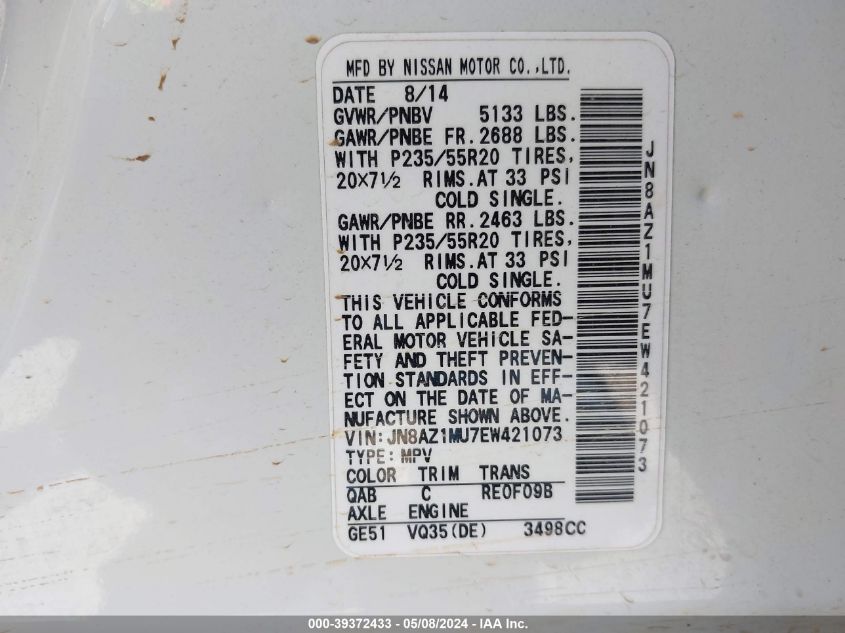 MFD BY NISSAN MOTOR CO.,LTD.
DATE 8/14
GVWR/PNBV 5133 LBS.
GAWR/PNBE FR. 2688 LBS.
WITH P235/55R20 TIRES,
20X7½ RIMS. AT 33 PSI
COLD SINGLE.
GAWR/PNBE RR. 2463 LBS.
WITH P235/55R20 TIRES,
20X7½ RIMS. AT 33 PSI
COLD SINGLE.
THIS VEHICLE CONFORMS
TO ALL APPLICABLE FED-
ERAL MOTOR VEHICLE SA-
FETY AND THEFT PREVEN-
TION STANDARDS IN EFF-
ECT ON THE DATE OF MA-
NUFACTURE SHOWN ABOVE.
VIN: JN8AZ1MU7EW421073
TYPE: MPV
COLOR TRIM TRANS
QAB C RE0F09B
AXLE ENGINE
GE51 VQ35(DE) 3498CC
JN8AZ1MU7EW421073
000-39372433 - 05/08/2024 - IAA Inc.